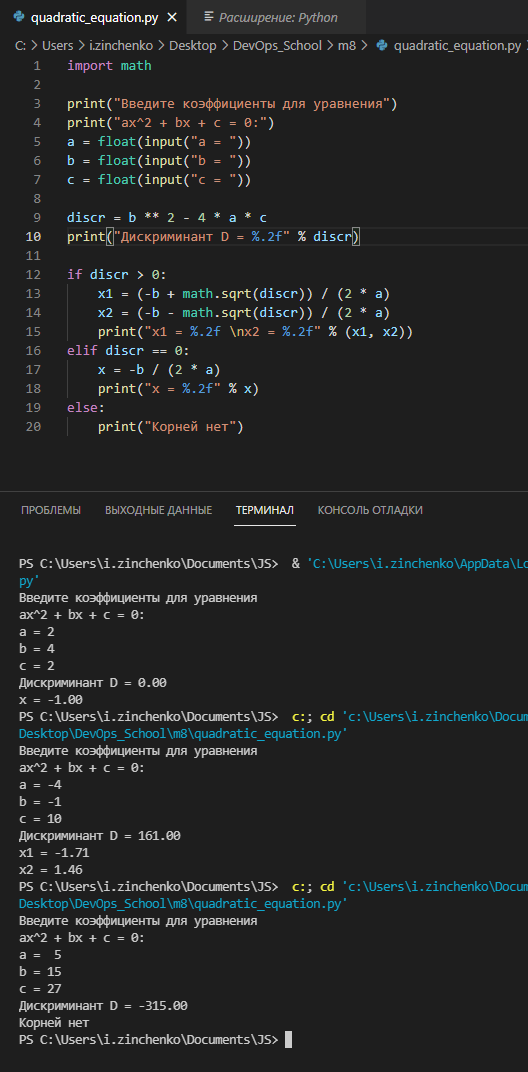 quadratic_equation.py
Расширение: Python
C: > Users > i.zinchenko > Desktop > DevOps_School > m8 > quadratic_equation.py
1 import math
2
3 print("Введите коэффициенты для уравнения")
4 print("ax^2 + bx + c = 0:")
5 a = float(input("a = "))
6 b = float(input("b = "))
7 c = float(input("c = "))
8
9 discr = b ** 2 - 4 * a * c
10 print("Дискриминант D = %.2f" % discr)
11
12 if discr > 0:
13     x1 = (-b + math.sqrt(discr)) / (2 * a)
14     x2 = (-b - math.sqrt(discr)) / (2 * a)
15     print("x1 = %.2f \nx2 = %.2f" % (x1, x2))
16 elif discr == 0:
17     x = -b / (2 * a)
18     print("x = %.2f" % x)
19 else:
20     print("Корней нет")
ПРОБЛЕМЫ ВЫХОДНЫЕ ДАННЫЕ ТЕРМИНАЛ КОНСОЛЬ ОТЛАДКИ
PS C:\Users\i.zinchenko\Documents\JS>  & 'C:\Users\i.zinchenko\AppData\Lo
py'
Введите коэффициенты для уравнения
ax^2 + bx + c = 0:
a = 2
b = 4
c = 2
Дискриминант D = 0.00
x = -1.00
PS C:\Users\i.zinchenko\Documents\JS>  c:; cd 'c:\Users\i.zinchenko\Docum
Desktop\DevOps_School\m8\quadratic_equation.py'
Введите коэффициенты для уравнения
ax^2 + bx + c = 0:
a = -4
b = -1
c = 10
Дискриминант D = 161.00
x1 = -1.71
x2 = 1.46
PS C:\Users\i.zinchenko\Documents\JS>  c:; cd 'c:\Users\i.zinchenko\Docum
Desktop\DevOps_School\m8\quadratic_equation.py'
Введите коэффициенты для уравнения
ax^2 + bx + c = 0:
a =  5
b = 15
c = 27
Дискриминант D = -315.00
Корней нет
PS C:\Users\i.zinchenko\Documents\JS>